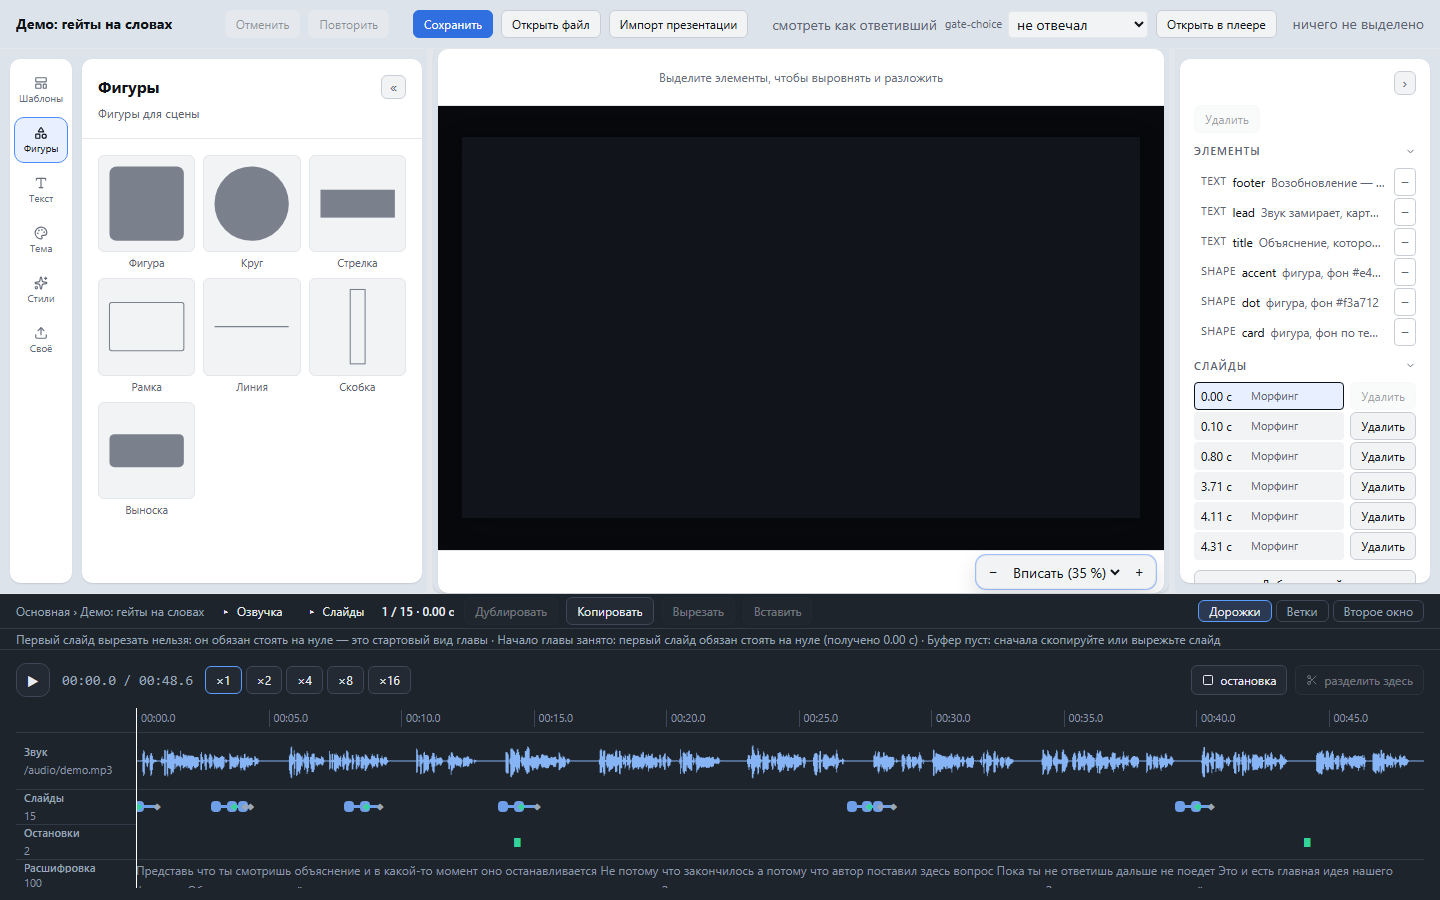 Демо: гейты на словах
Отменить
Повторить
Сохранить
Открыть файл
Импорт презентации
смотреть как ответивший
gate-choice
не отвечал
Открыть в плеере
ничего не выделено
Шаблоны
Фигуры
Текст
Тема
Стили
Своё
Фигуры
«
Фигуры для сцены
Фигура
Круг
Стрелка
Рамка
Линия
Скобка
Выноска
Выделите элементы, чтобы выровнять и разложить
− Вписать (35 %) +
›
Удалить
ЭЛЕМЕНТЫ
TEXT footer Возобновление — ... −
TEXT lead Звук замирает, карт... −
TEXT title Объяснение, которо... −
SHAPE accent фигура, фон #e4... −
SHAPE dot фигура, фон #f3a712 −
SHAPE card фигура, фон по те... −
СЛАЙДЫ
0.00 с Морфинг Удалить
0.10 с Морфинг Удалить
0.80 с Морфинг Удалить
3.71 с Морфинг Удалить
4.11 с Морфинг Удалить
4.31 с Морфинг Удалить
Основная › Демо: гейты на словах
▸ Озвучка
▸ Слайды
1 / 15 · 0.00 с
Дублировать
Копировать
Вырезать
Вставить
Дорожки
Ветки
Второе окно
Первый слайд вырезать нельзя: он обязан стоять на нуле — это стартовый вид главы · Начало главы занято: первый слайд обязан стоять на нуле (получено 0.00 с) · Буфер пуст: сначала скопируйте или вырежьте слайд
00:00.0 / 00:48.6
×1 ×2 ×4 ×8 ×16
остановка
разделить здесь
00:00.0 00:05.0 00:10.0 00:15.0 00:20.0 00:25.0 00:30.0 00:35.0 00:40.0 00:45.0
Звук
/audio/demo.mp3
Слайды
15
Остановки
2
Расшифровка
100
Представь что ты смотришь объяснение и в какой-то момент оно останавливается Не потому что закончилось а потому что автор поставил здесь вопрос Пока ты не ответишь дальше не поедет Это и есть главная идея нашего